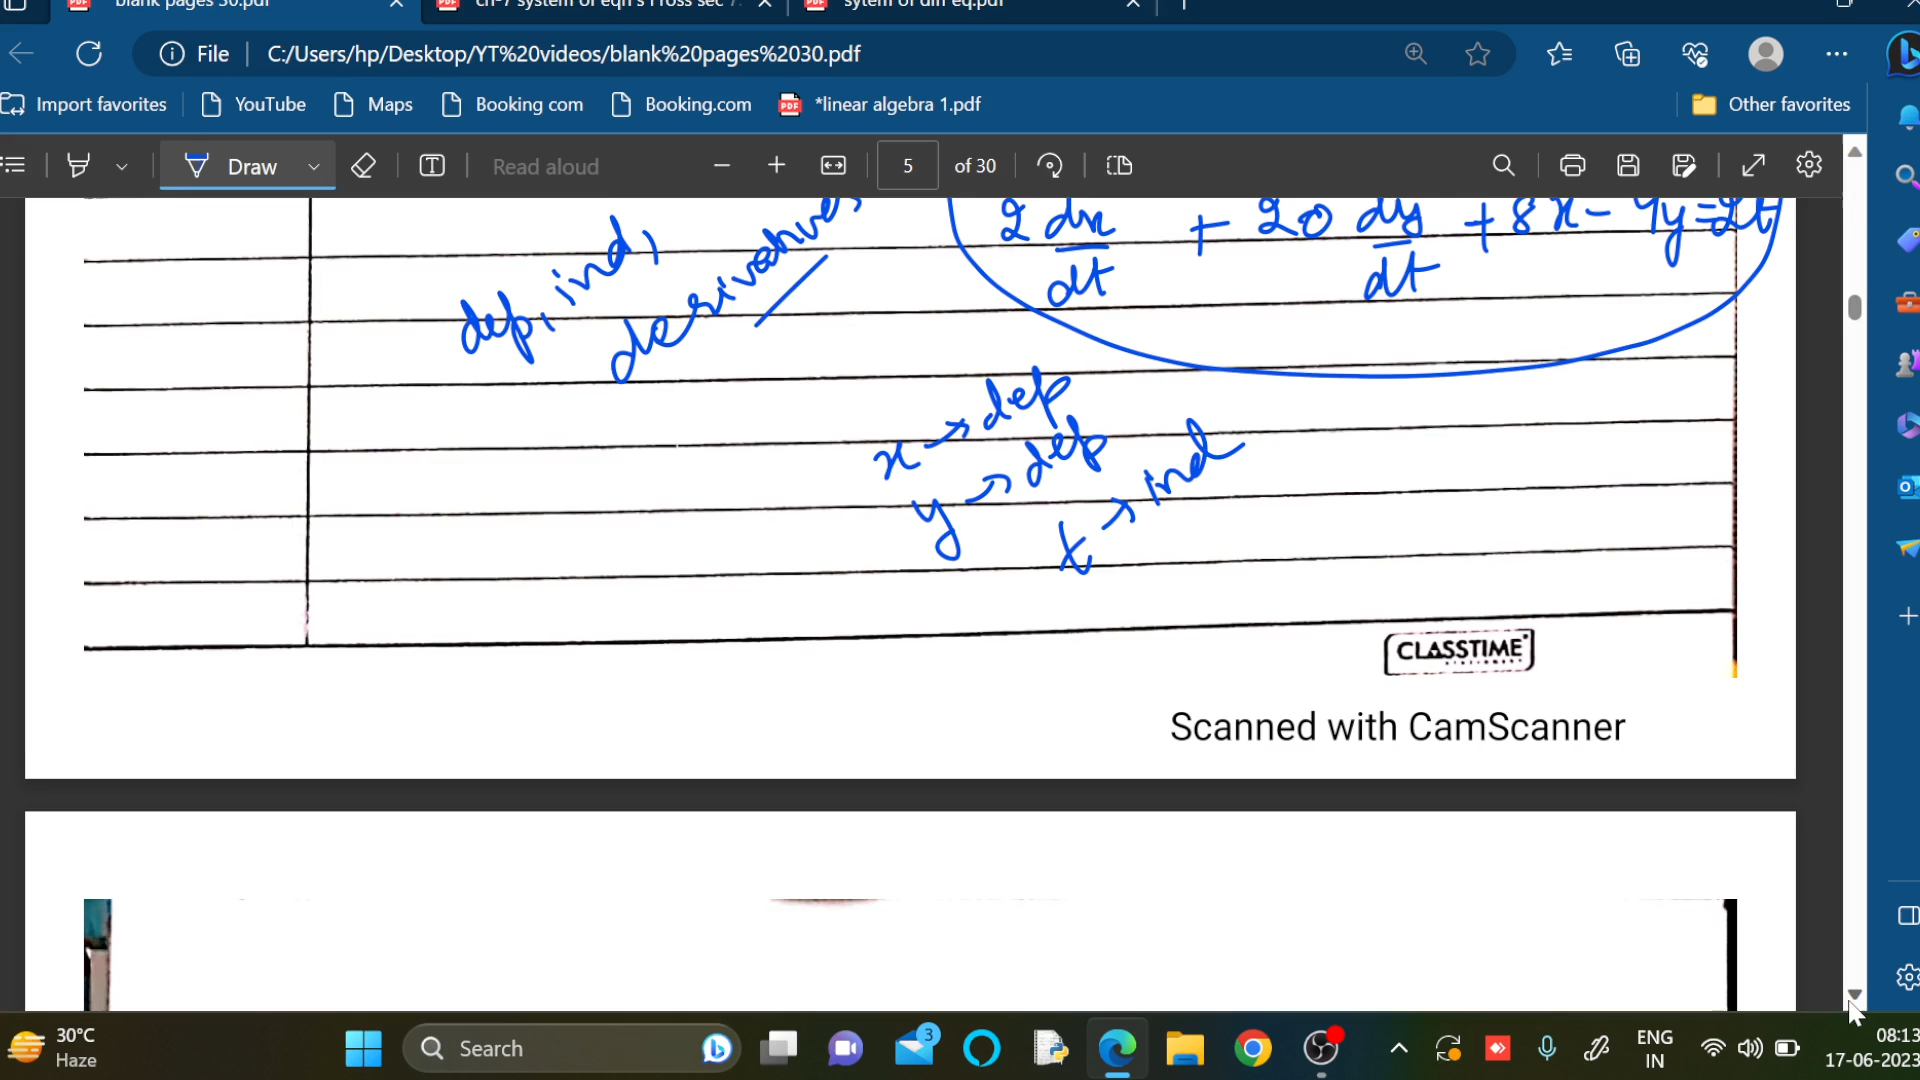 blank pages 30.pdf
ch-7 system of eqn's
sytem of dif eq.pdf
File
C:/Users/hp/Desktop/YT%20videos/blank%20pages%2030.pdf
Import favorites
YouTube
Maps
Booking com
Booking.com
*linear algebra 1.pdf
Other favorites
Draw
Read aloud
5 of 30
2 dx/dt + 20 dy/dt + 8x - 4y = 2t
dep, ind,
derivatives
x → dep
y → dep
t → ind
CLASSTIME
Scanned with CamScanner
30°C
Haze
Search
3
ENG
IN
08:13
17-06-2023